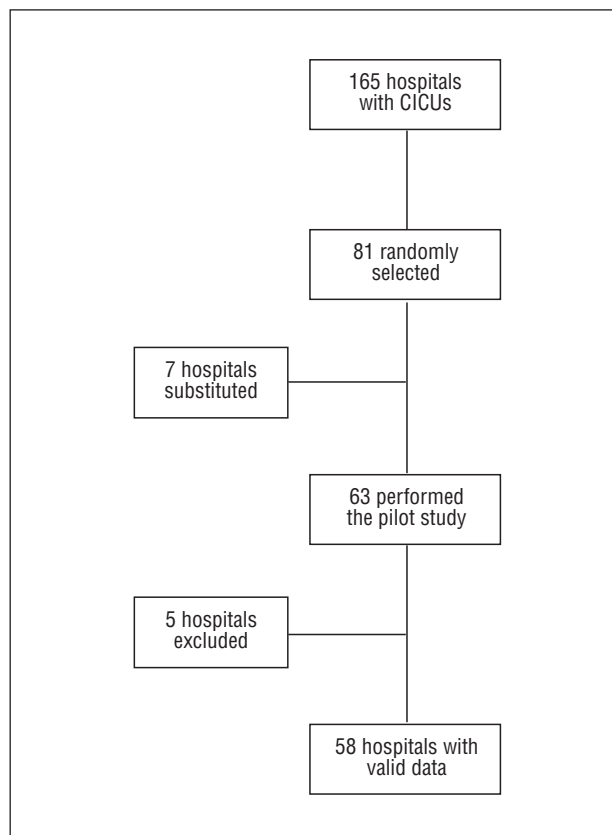 165 hospitals
with CICUs
81 randomly
selected
7 hospitals
substituted
63 performed
the pilot study
5 hospitals
excluded
58 hospitals with
valid data